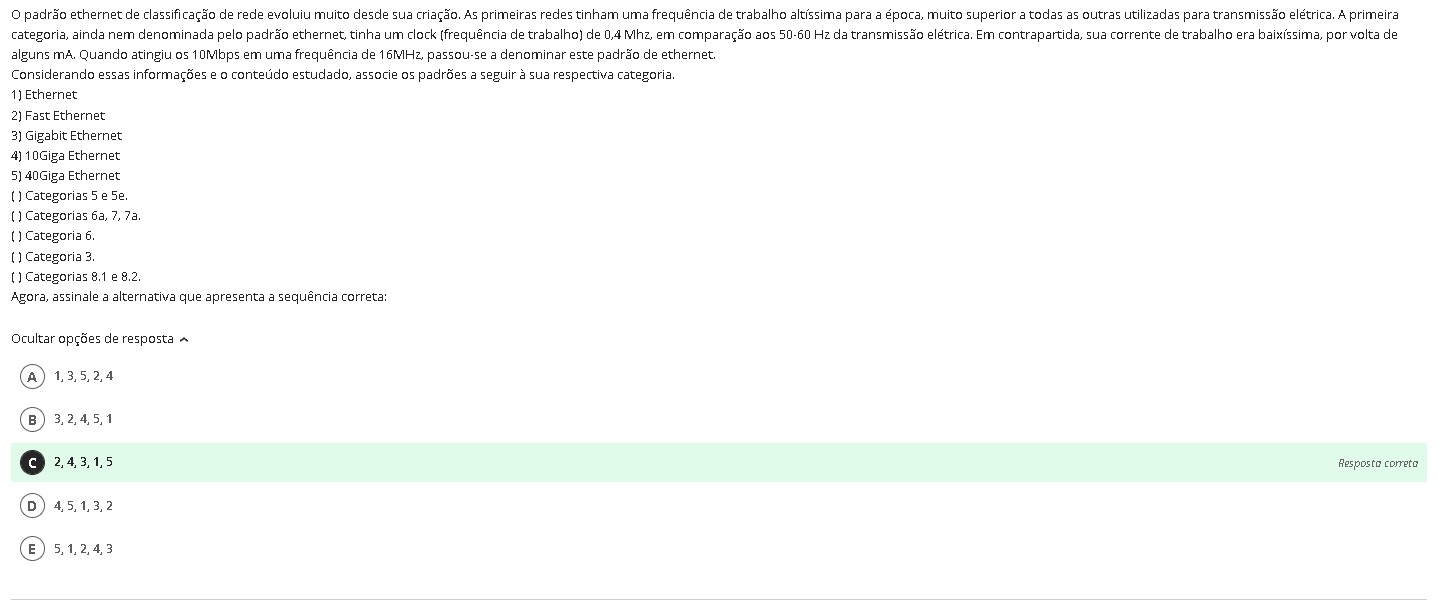 O padrão ethernet de classificação de rede evoluiu muito desde sua criação. As primeiras redes tinham uma frequência de trabalho altíssima para a época, muito superior a todas as outras utilizadas para transmissão elétrica. A primeira
categoria, ainda nem denominada pelo padrão ethernet, tinha um clock (frequência de trabalho) de 0,4 Mhz, em comparação aos 50-60 Hz da transmissão elétrica. Em contrapartida, sua corrente de trabalho era baixíssima, por volta de
alguns mA. Quando atingiu os 10Mbps em uma frequência de 16MHz, passou-se a denominar este padrão de ethernet.
Considerando essas informações e o conteúdo estudado, associe os padrões a seguir à sua respectiva categoria.
1) Ethernet
2) Fast Ethernet
3) Gigabit Ethernet
4) 10Giga Ethernet
5) 40Giga Ethernet
( ) Categorias 5 e 5e.
( ) Categorias 6a, 7, 7a.
( ) Categoria 6.
( ) Categoria 3.
( ) Categorias 8.1 e 8.2.
Agora, assinale a alternativa que apresenta a sequência correta:
Ocultar opções de resposta
A 1, 3, 5, 2, 4
B 3, 2, 4, 5, 1
C 2, 4, 3, 1, 5 Resposta correta
D 4, 5, 1, 3, 2
E 5, 1, 2, 4, 3